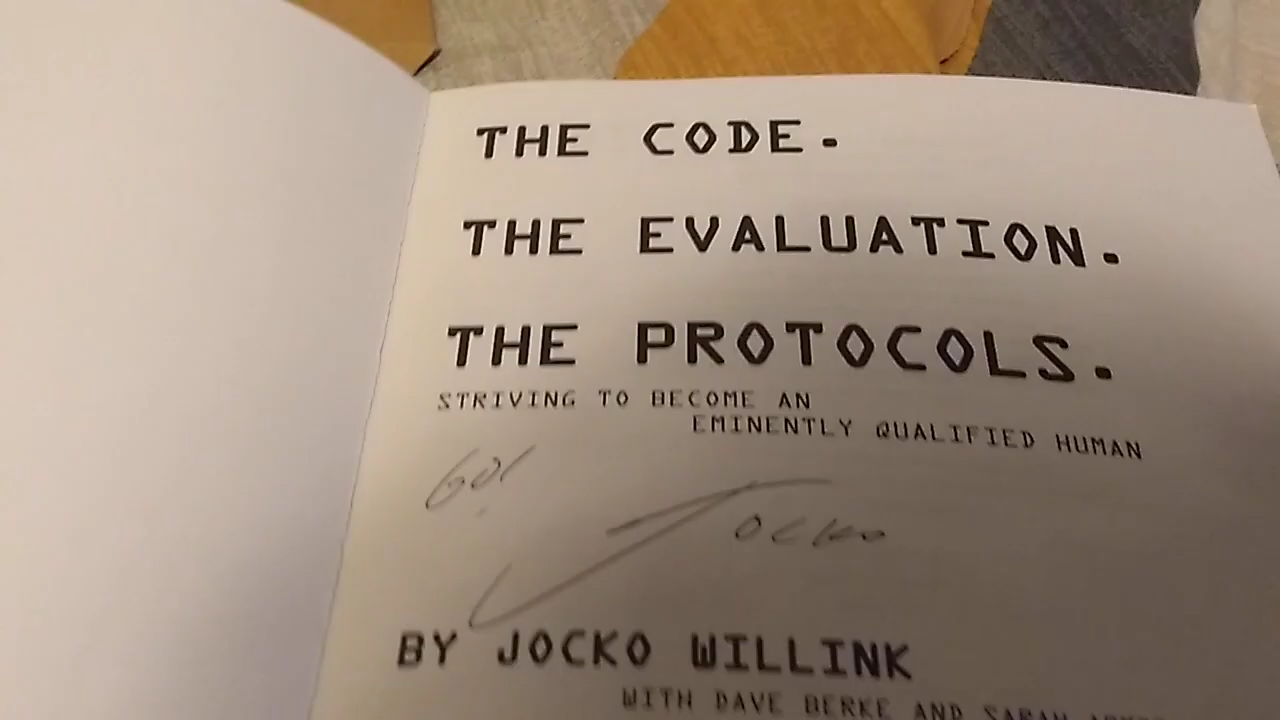 THE CODE.
THE EVALUATION.
THE PROTOCOLS.
STRIVING TO BECOME AN
EMINENTLY QUALIFIED HUMAN
GO!
JOCKO
BY JOCKO WILLINK
WITH DAVE BERKE AND SARAH